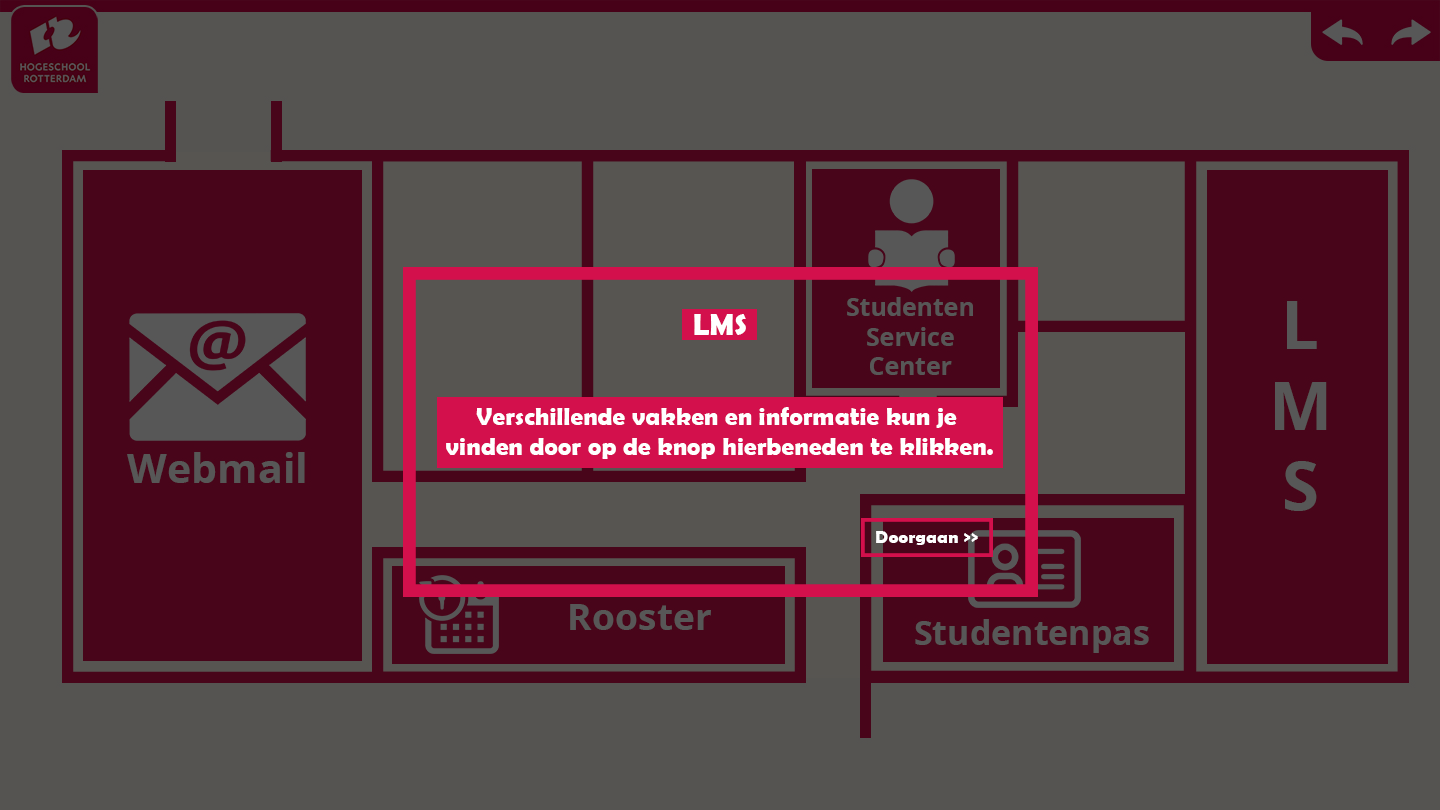 HOGESCHOOL
ROTTERDAM
@
Webmail
Studenten
Service
Center
L
M
S
LMS
Verschillende vakken en informatie kun je
vinden door op de knop hierbeneden te klikken.
Doorgaan >>
Rooster
Studentenpas